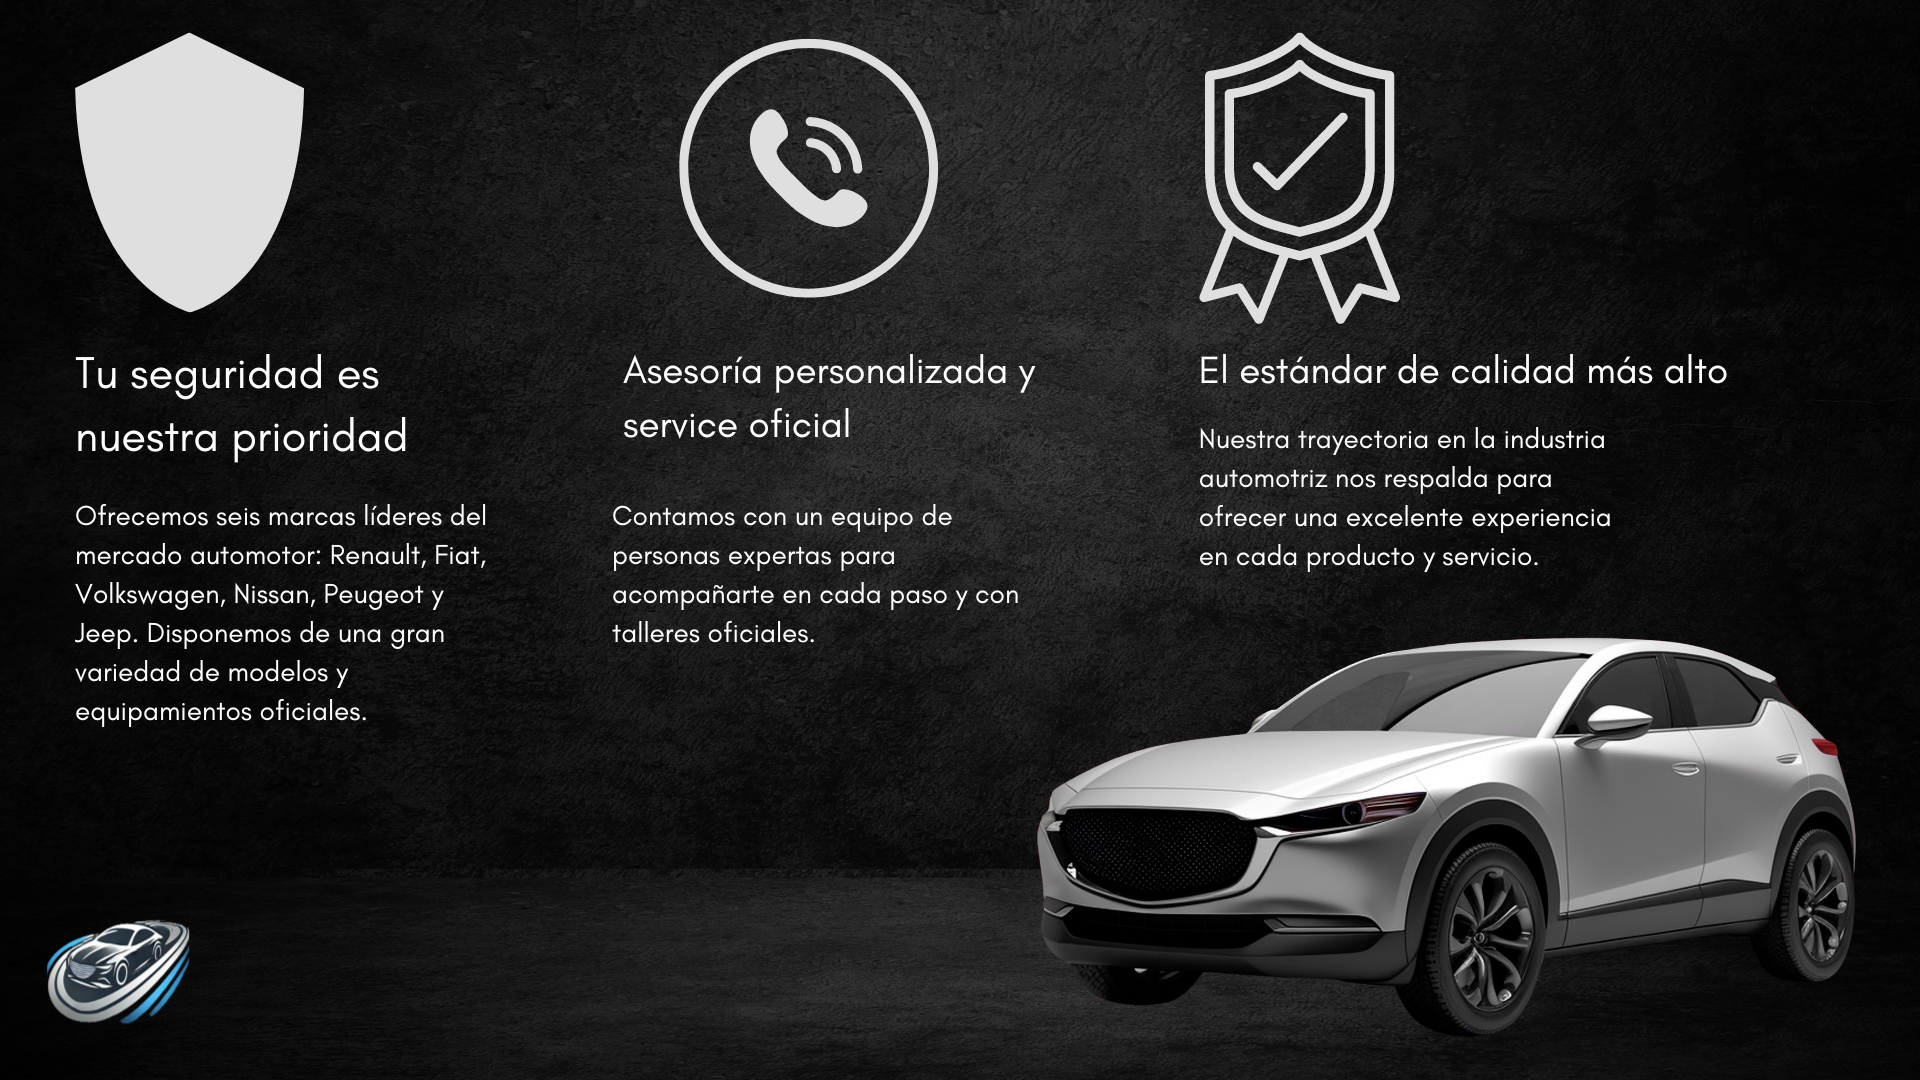 Tu seguridad es
nuestra prioridad
Ofrecemos seis marcas líderes del
mercado automotor: Renault, Fiat,
Volkswagen, Nissan, Peugeot y
Jeep. Disponemos de una gran
variedad de modelos y
equipamientos oficiales.
Asesoría personalizada y
service oficial
Contamos con un equipo de
personas expertas para
acompañarte en cada paso y con
talleres oficiales.
El estándar de calidad más alto
Nuestra trayectoria en la industria
automotriz nos respalda para
ofrecer una excelente experiencia
en cada producto y servicio.